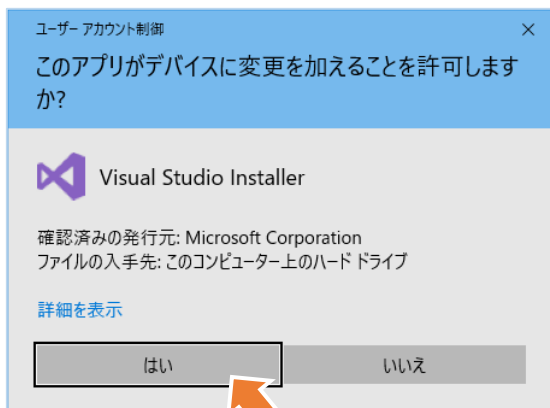 ユーザー アカウント制御
このアプリがデバイスに変更を加えることを許可します
か?
Visual Studio Installer
確認済みの発行元: Microsoft Corporation
ファイルの入手先: このコンピューター上のハード ドライブ
詳細を表示
はい
いいえ